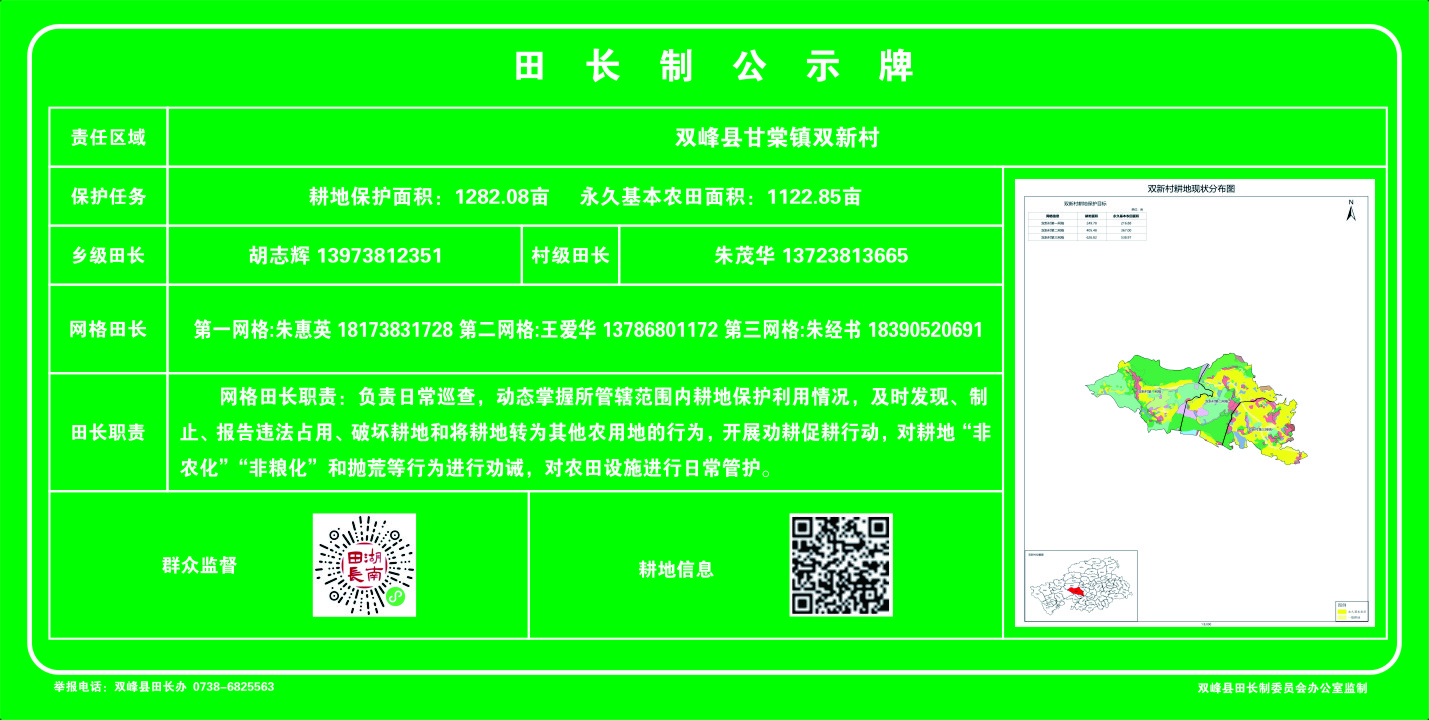 田长制公示牌
责任区域
双峰县甘棠镇双新村
保护任务
耕地保护面积：1282.08亩 永久基本农田面积：1122.85亩
乡级田长
胡志辉 13973812351
村级田长
朱茂华 13723813665
网格田长
第一网格:朱惠英 18173831728 第二网格:王爱华 13786801172 第三网格:朱经书 18390520691
田长职责
网格田长职责：负责日常巡查，动态掌握所管辖范围内耕地保护利用情况，及时发现、制
止、报告违法占用、破坏耕地和将耕地转为其他农用地的行为，开展劝耕促耕行动，对耕地“非
农化”“非粮化”和抛荒等行为进行劝诫，对农田设施进行日常管护。
群众监督
湖南田長
耕地信息
双新村耕地现状分布图
双新村耕地保护目标
N
举报电话：双峰县田长办 0738-6825563
双峰县田长制委员会办公室监制